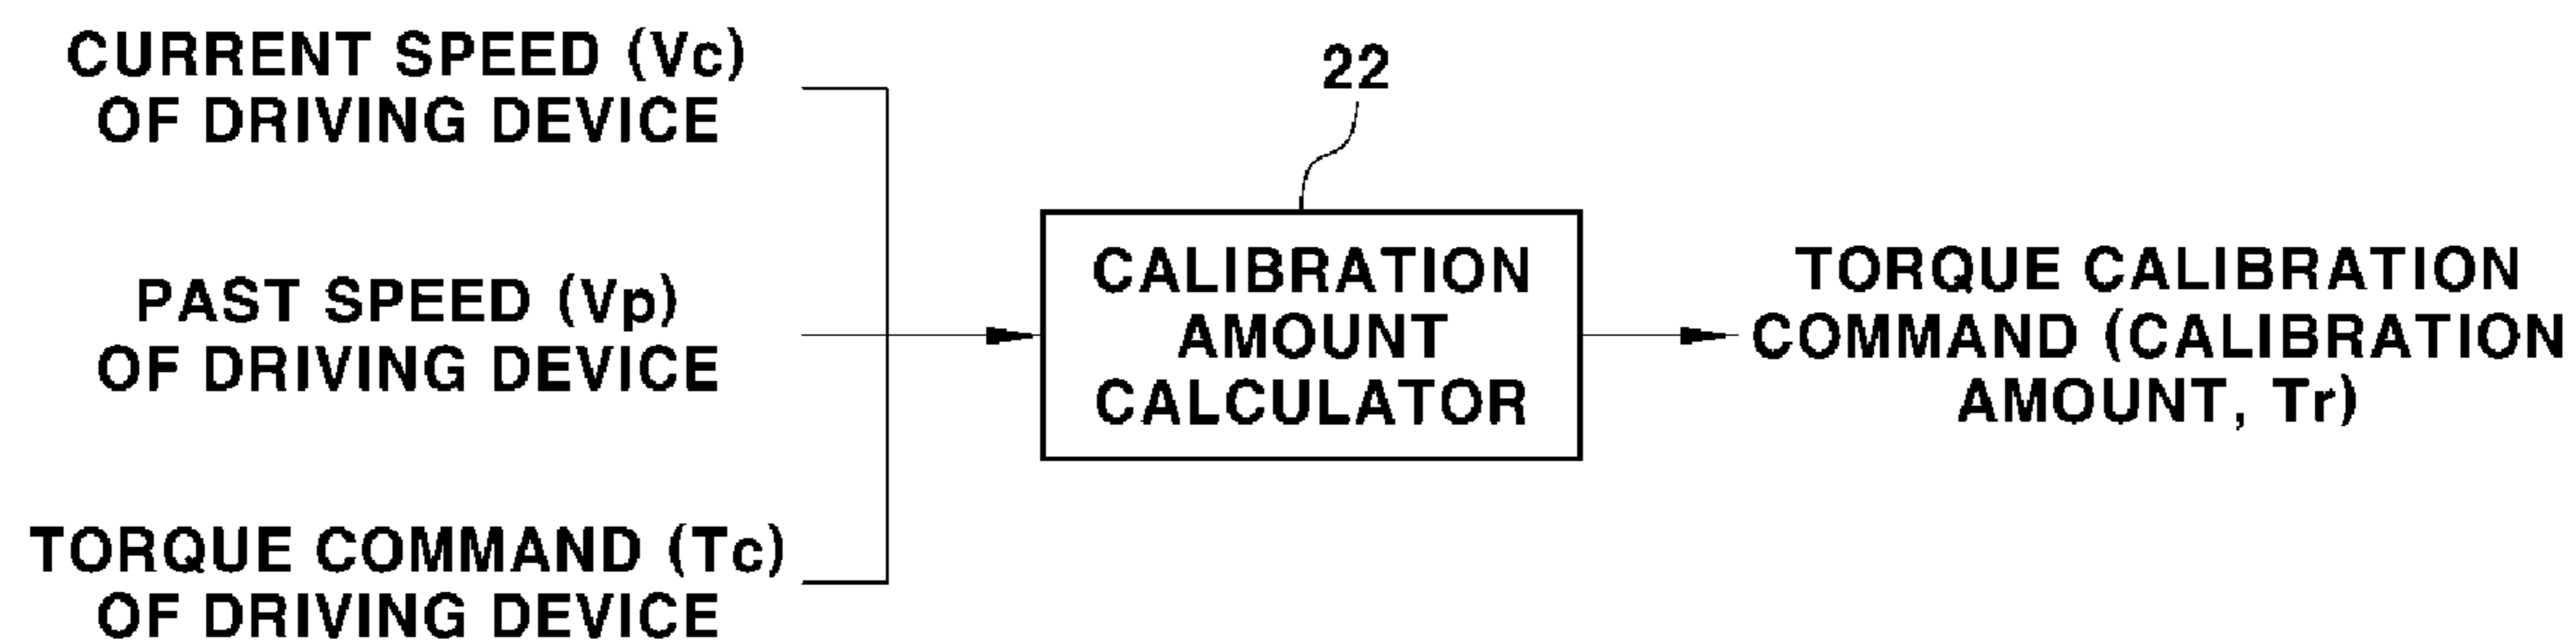 CURRENT SPEED (Vc)
OF DRIVING DEVICE
PAST SPEED (Vp)
OF DRIVING DEVICE
TORQUE COMMAND (Tc)
OF DRIVING DEVICE
22
CALIBRATION
AMOUNT
CALCULATOR
TORQUE CALIBRATION
COMMAND (CALIBRATION
AMOUNT, Tr)